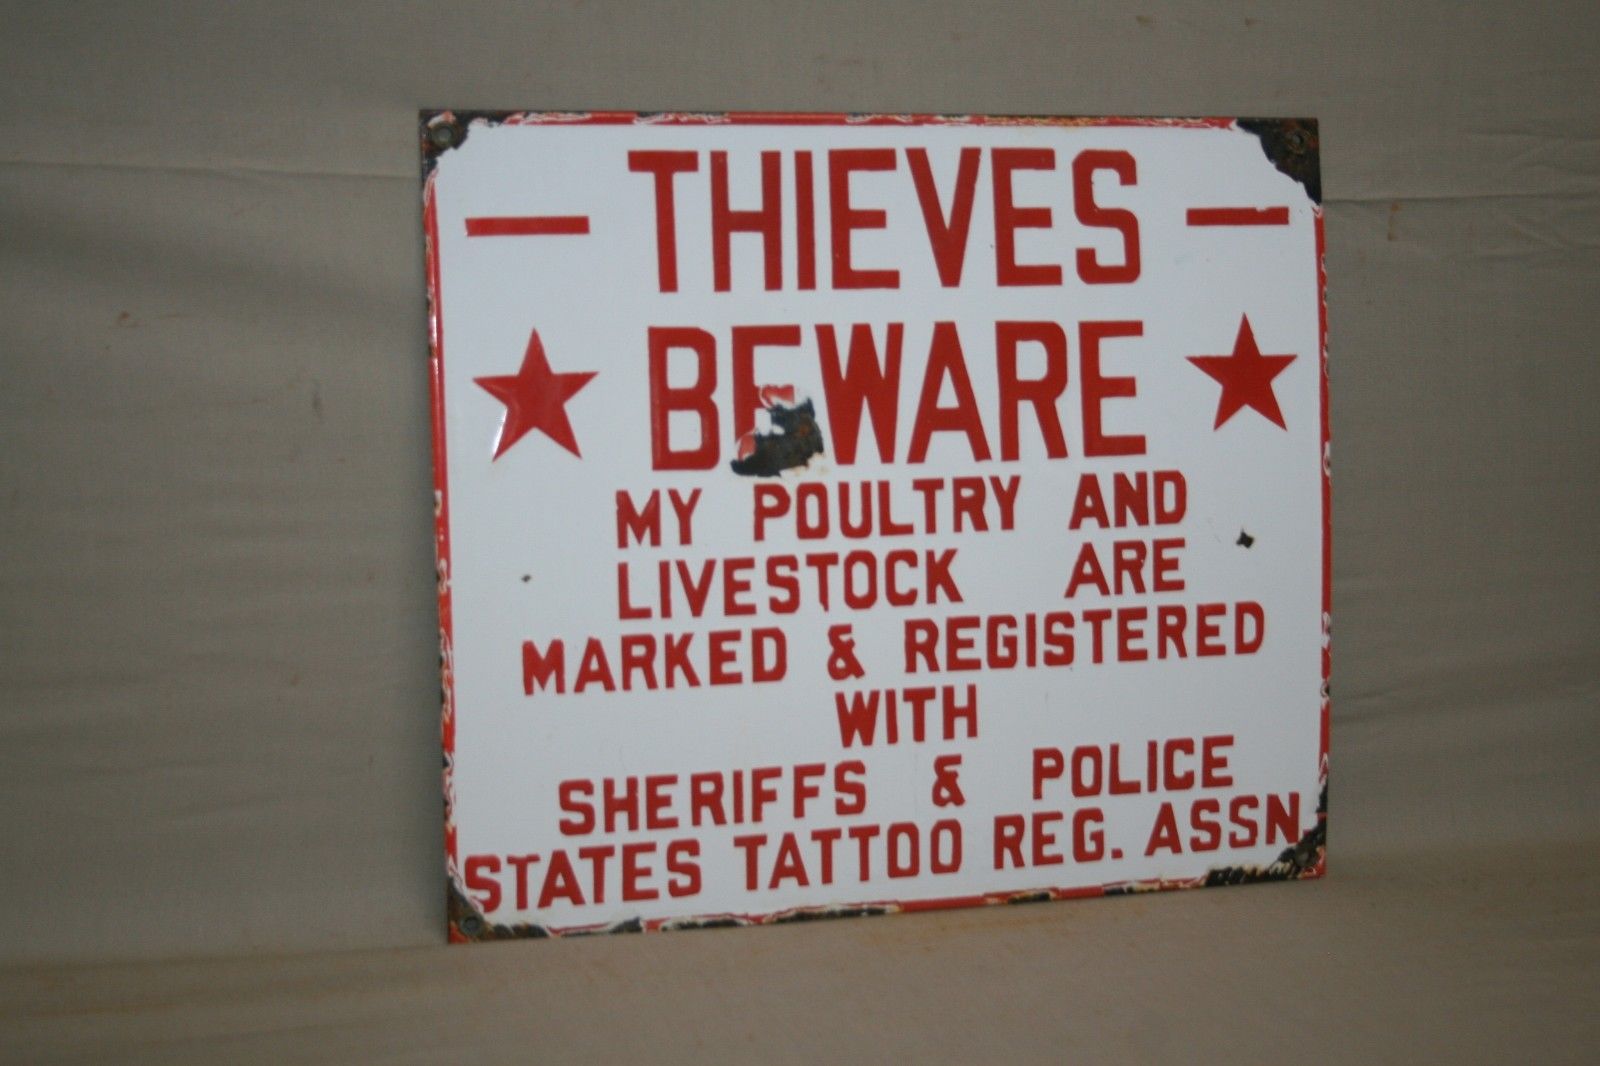 THIEVES
BEWARE
MY POULTRY AND
LIVESTOCK ARE
MARKED & REGISTERED
WITH
SHERIFFS & POLICE
STATES TATTOO REG. ASSN.